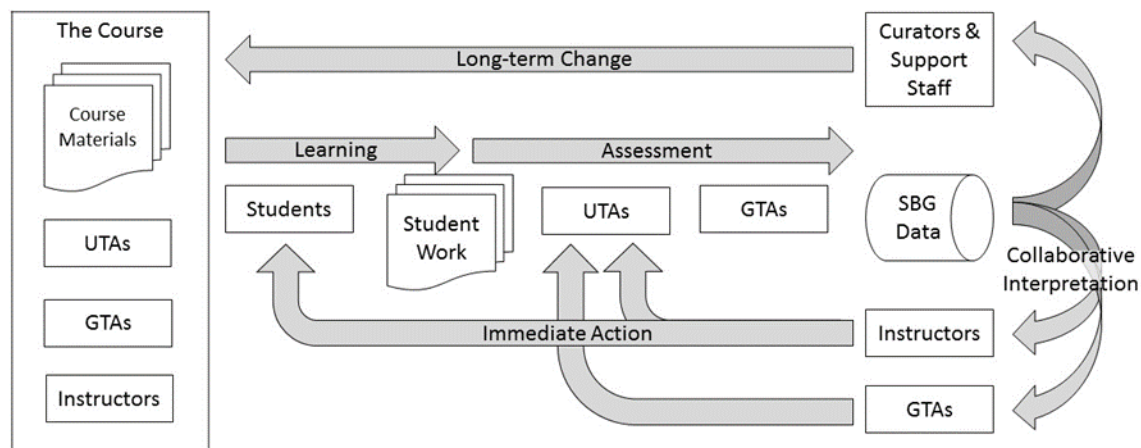 The Course
Course
Materials
UTAs
GTAs
Instructors
Long-term Change
Curators &
Support
Staff
Learning
Assessment
Students
Student
Work
UTAs
GTAs
SBG
Data
Collaborative
Interpretation
Immediate Action
Instructors
GTAs